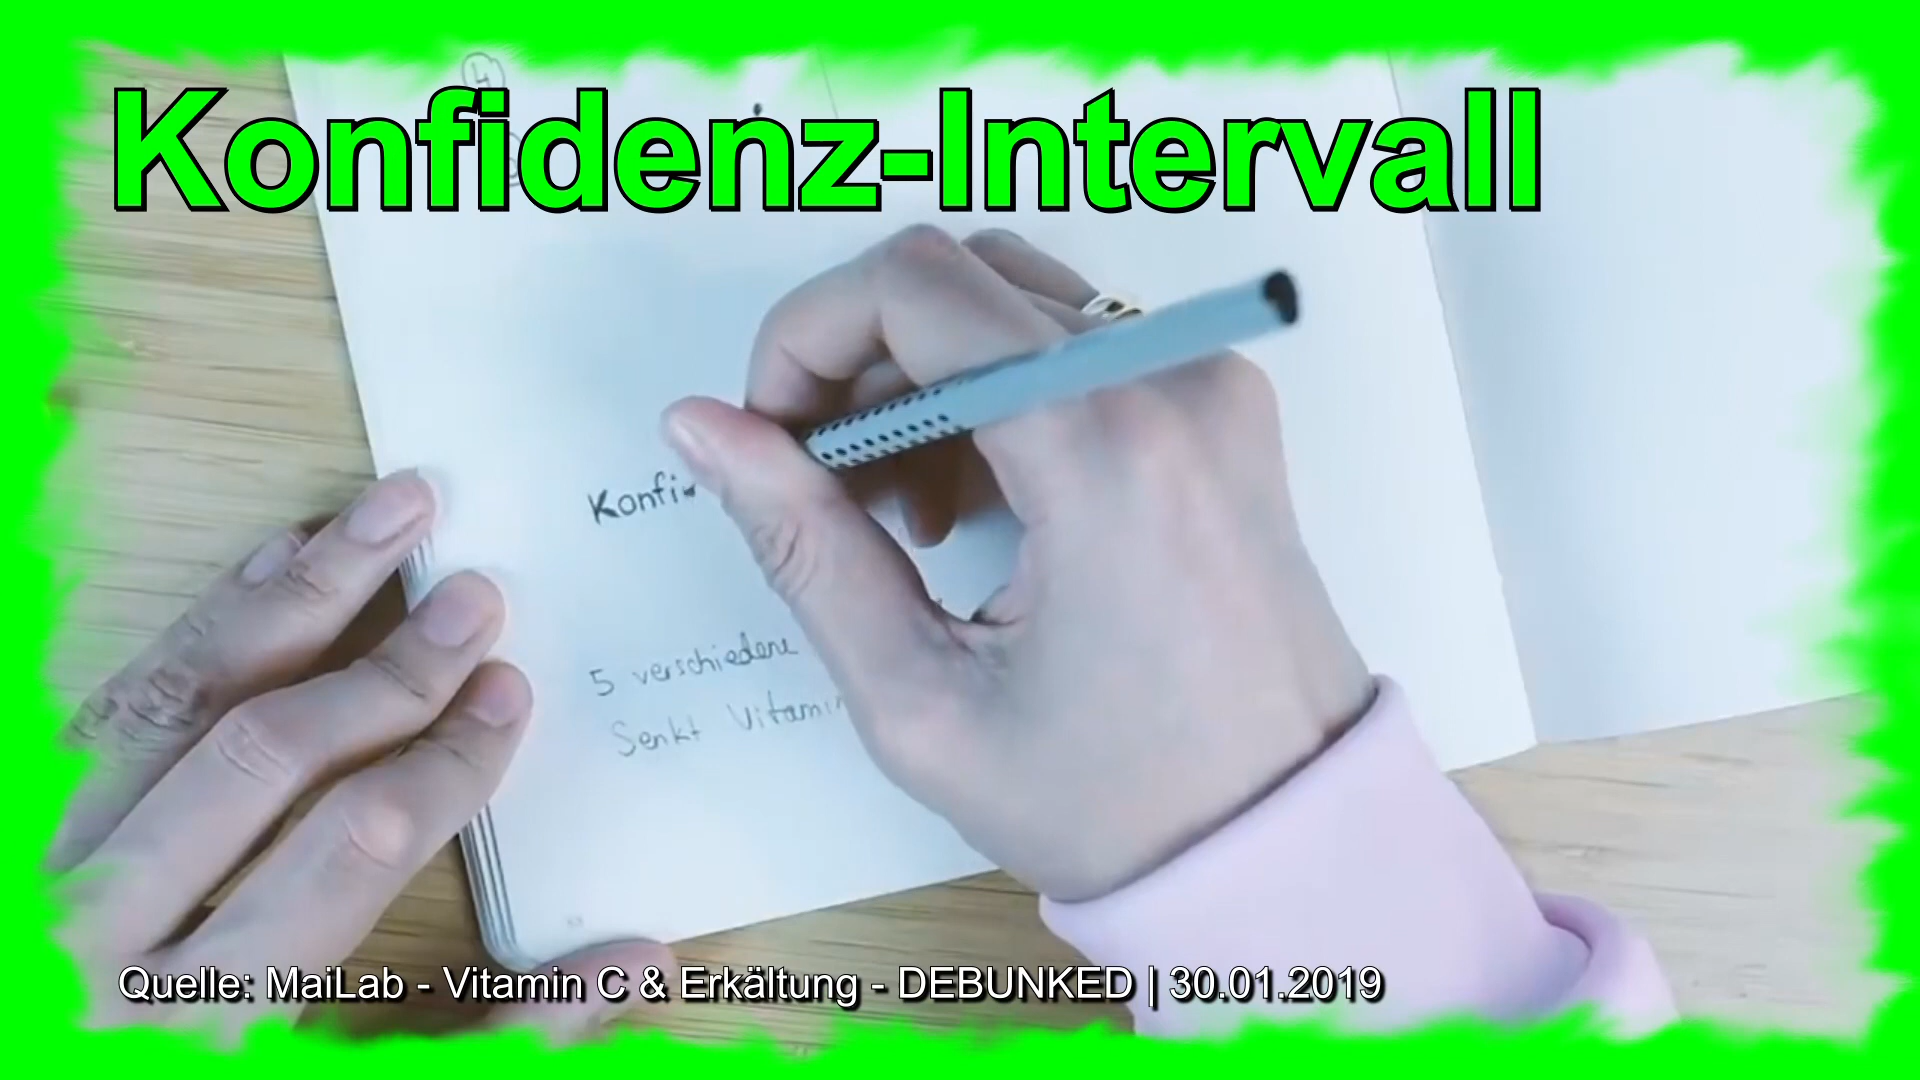 Konfidenz-Intervall
Konfi
5 verschiedene
Senkt Vitamin
Quelle: MaiLab - Vitamin C & Erkältung - DEBUNKED | 30.01.2019